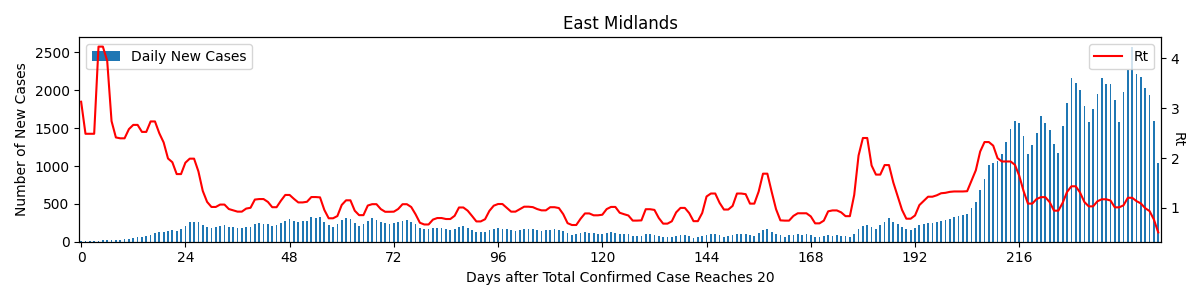 East Midlands
Daily New Cases
Rt
Number of New Cases
2500
2000
1500
1000
500
0
4
3
2
1
Rt
0 24 48 72 96 120 144 168 192 216
Days after Total Confirmed Case Reaches 20